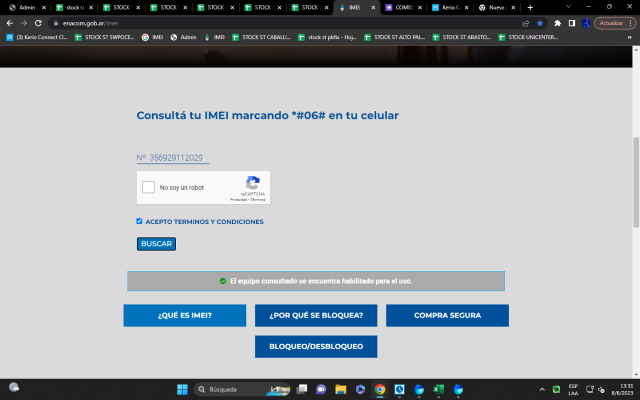 Admin
stock st
STOCK
STOCK
STOCK
STOCK
STOCK
IMEI
COMIS
Kerio C
Nueva
enacom.gob.ar/imei
Actualizar
(3) Kerio Connect Cl...
STOCK ST SWPOCE...
IMEI
Admin
IMEI
STOCK ST CABALLI...
stock st pbfix - Hoj...
STOCK ST ALTO PAL...
STOCK ST ABASTO...
STOCK UNICENTER...
Consultá tu IMEI marcando *#06# en tu celular
Nº 356929112029
No soy un robot
reCAPTCHA
Privacidad - Términos
ACEPTO TERMINOS Y CONDICIONES
BUSCAR
El equipo consultado se encuentra habilitado para el uso.
¿QUÉ ES IMEI?
¿POR QUÉ SE BLOQUEA?
COMPRA SEGURA
BLOQUEO/DESBLOQUEO
Búsqueda
ESP
LAA
13:31
8/6/2023